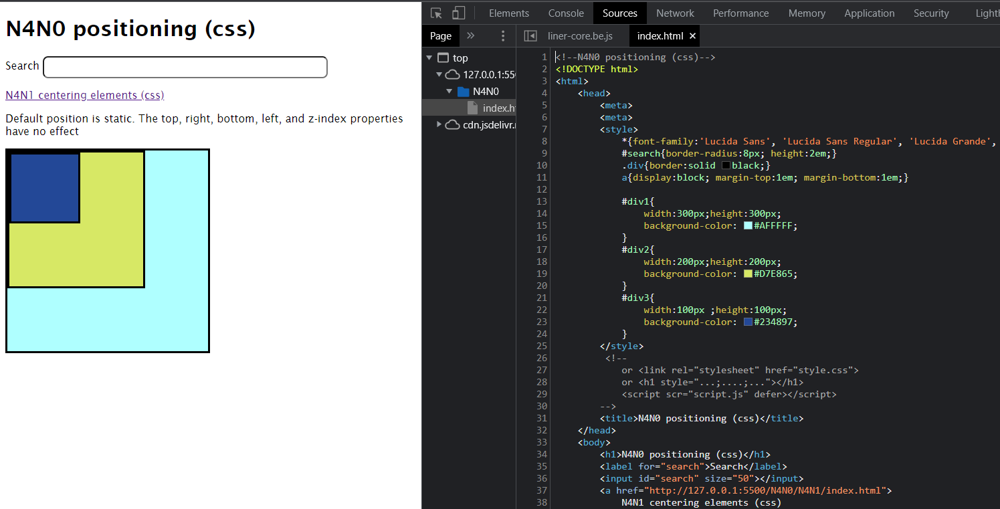 N4N0 positioning (css)
Search
N4N1 centering elements (css)
Default position is static. The top, right, bottom, left, and z-index properties
have no effect
Elements Console Sources Network Performance Memory Application Security Lighth
Page » liner-core.be.js index.html ×
top
127.0.0.1:550
N4N0
index.h
cdn.jsdelivr.
1 <!--N4N0 positioning (css)-->
2 <!DOCTYPE html>
3 <html>
4 <head>
5 <meta>
6 <meta>
7 <style>
8 *{font-family:'Lucida Sans', 'Lucida Sans Regular', 'Lucida Grande',
9 #search{border-radius:8px; height:2em;}
10 .div{border:solid black;}
11 a{display:block; margin-top:1em; margin-bottom:1em;}
12
13 #div1{
14 width:300px;height:300px;
15 background-color: #AFFFFF;
16 }
17 #div2{
18 width:200px;height:200px;
19 background-color: #D7E865;
20 }
21 #div3{
22 width:100px ;height:100px;
23 background-color: #234897;
24 }
25 </style>
26 <!--
27 or <link rel="stylesheet" href="style.css">
28 or <h1 style="...;....;..."></h1>
29 <script scr="script.js" defer></script>
30 -->
31 <title>N4N0 positioning (css)</title>
32 </head>
33 <body>
34 <h1>N4N0 positioning (css)</h1>
35 <label for="search">Search</label>
36 <input id="search" size="50"></input>
37 <a href="http://127.0.0.1:5500/N4N0/N4N1/index.html">
38 N4N1 centering elements (css)